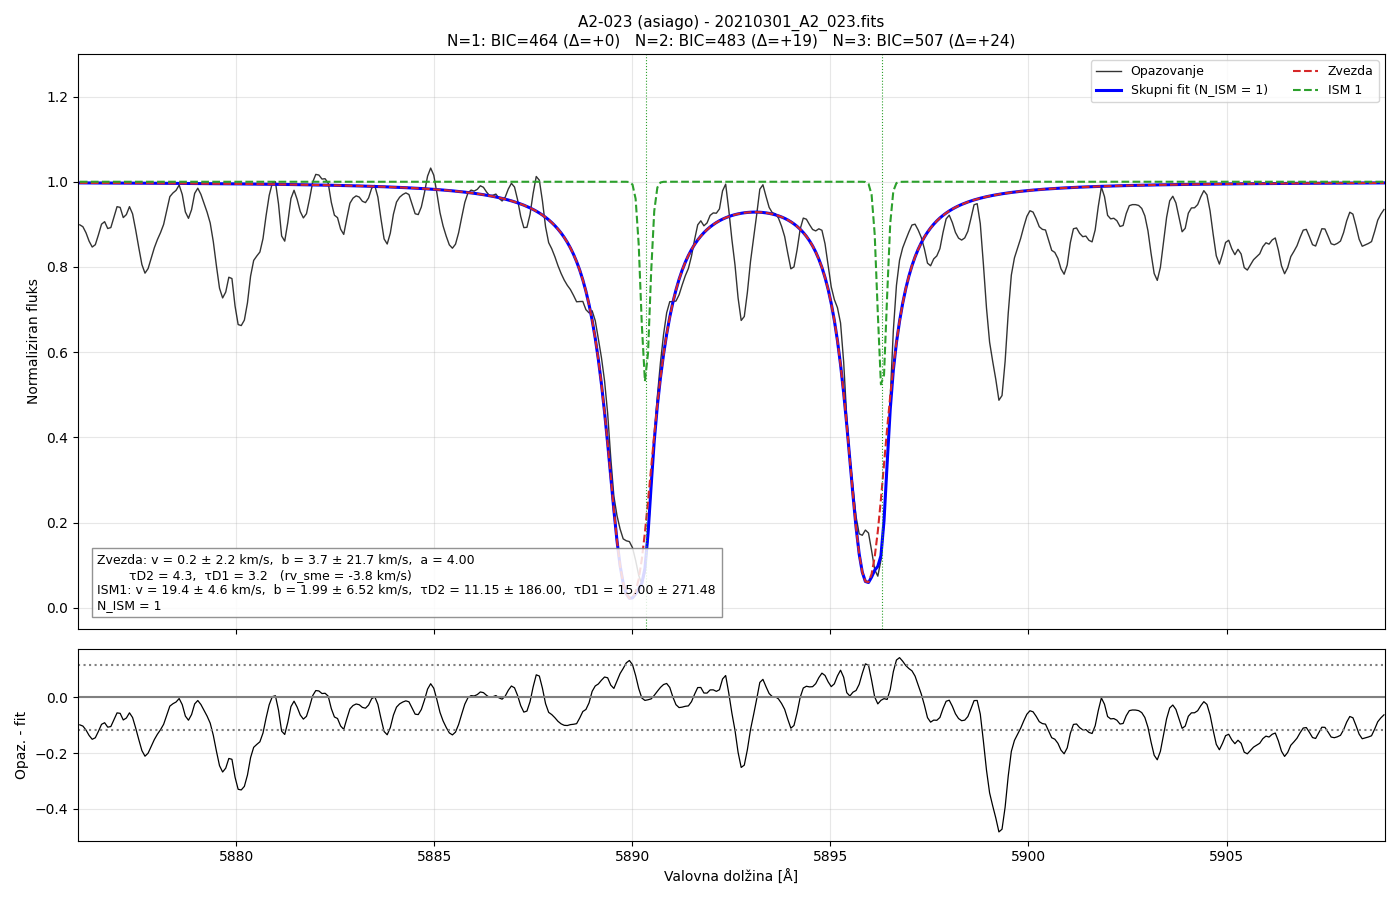 A2-023 (asiago) - 20210301_A2_023.fits
N=1: BIC=464 (Δ=+0)   N=2: BIC=483 (Δ=+19)   N=3: BIC=507 (Δ=+24)
Opazovanje
Skupni fit (N_ISM = 1)
Zvezda
ISM 1
Normaliziran fluks
1.2
1.0
0.8
0.6
0.4
0.2
0.0
Zvezda: v = 0.2 ± 2.2 km/s,  b = 3.7 ± 21.7 km/s,  a = 4.00
τD2 = 4.3,  τD1 = 3.2   (rv_sme = -3.8 km/s)
ISM1: v = 19.4 ± 4.6 km/s,  b = 1.99 ± 6.52 km/s,  τD2 = 11.15 ± 186.00,  τD1 = 15.00 ± 271.48
N_ISM = 1
Opaz. - fit
0.0
−0.2
−0.4
5880
5885
5890
5895
5900
5905
Valovna dolžina [Å]